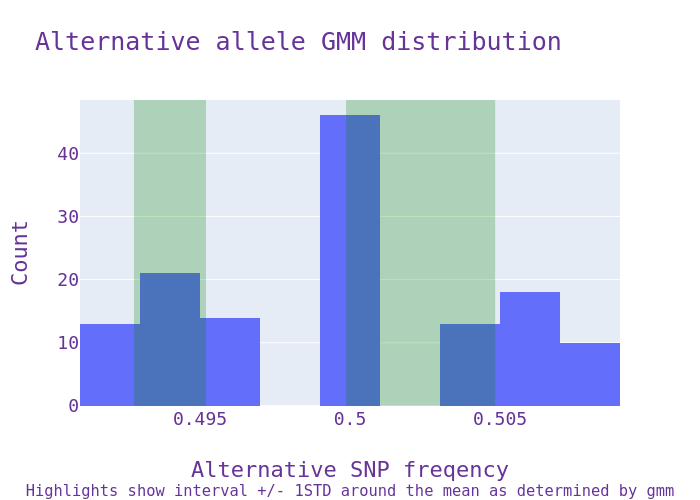 Alternative allele GMM distribution
40
30
20
10
0
Count
0.495
0.5
0.505
Alternative SNP freqency
Highlights show interval +/- 1STD around the mean as determined by gmm